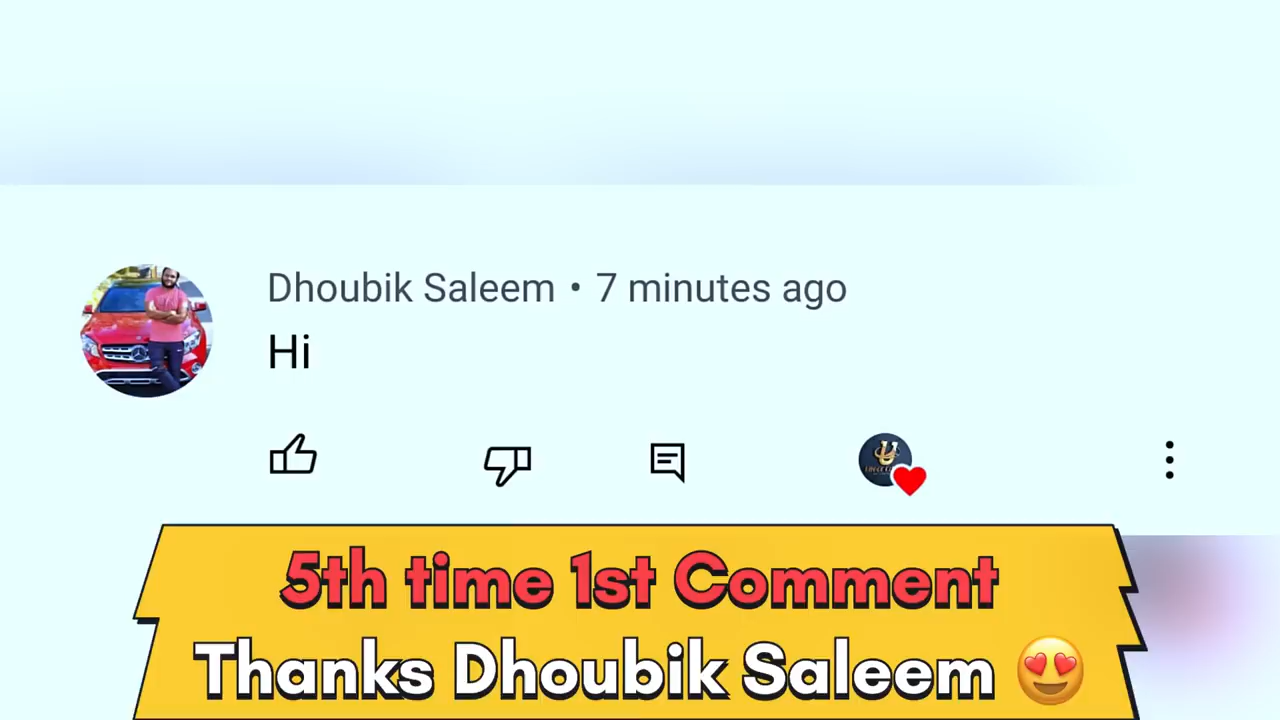 Dhoubik Saleem • 7 minutes ago
Hi
5th time 1st Comment
Thanks Dhoubik Saleem 😍